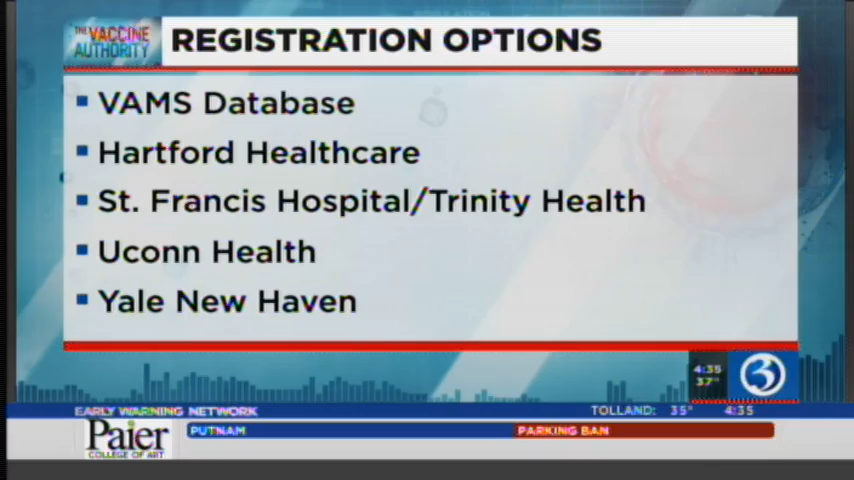 THE VACCINE
AUTHORITY
REGISTRATION OPTIONS
VAMS Database
Hartford Healthcare
St. Francis Hospital/Trinity Health
Uconn Health
Yale New Haven
4:35
37°
3
EARLY WARNING NETWORK
TOLLAND: 35° 4:35
Paier
COLLEGE OF ART
PUTNAM
PARKING BAN